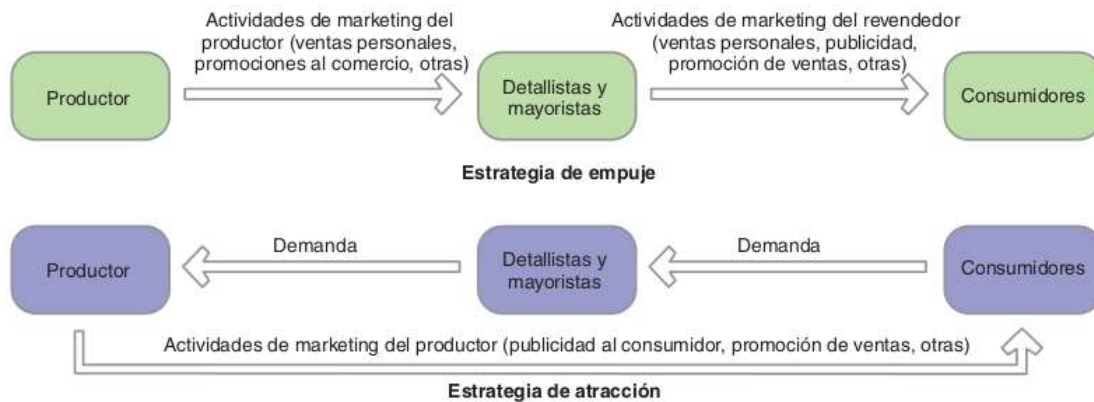 Actividades de marketing del
productor (ventas personales,
promociones al comercio, otras)
Actividades de marketing del revendedor
(ventas personales, publicidad,
promoción de ventas, otras)
Productor
Detallistas y
mayoristas
Consumidores
Estrategia de empuje
Productor
Demanda
Detallistas y
mayoristas
Demanda
Consumidores
Actividades de marketing del productor (publicidad al consumidor, promoción de ventas, otras)
Estrategia de atracción